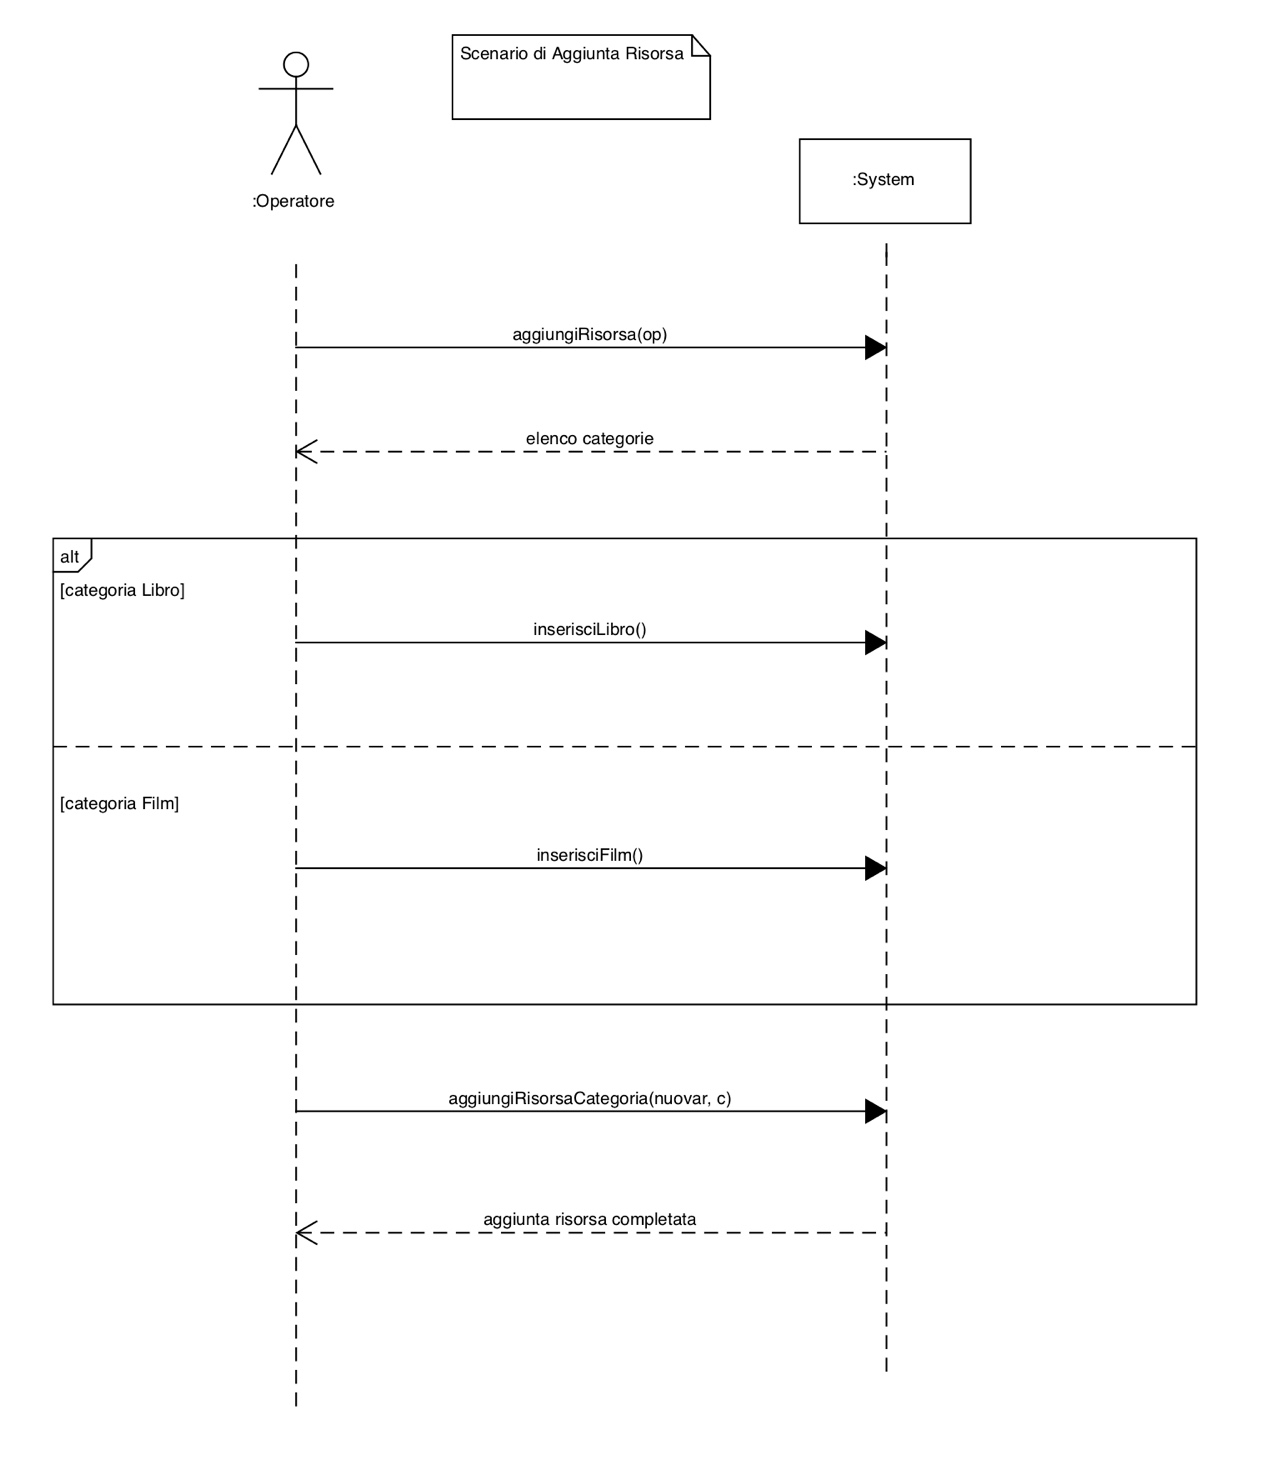 Scenario di Aggiunta Risorsa
:System
:Operatore
aggiungiRisorsa(op)
elenco categorie
alt
[categoria Libro]
inserisciLibro()
[categoria Film]
inserisciFilm()
aggiungiRisorsaCategoria(nuovar, c)
aggiunta risorsa completata